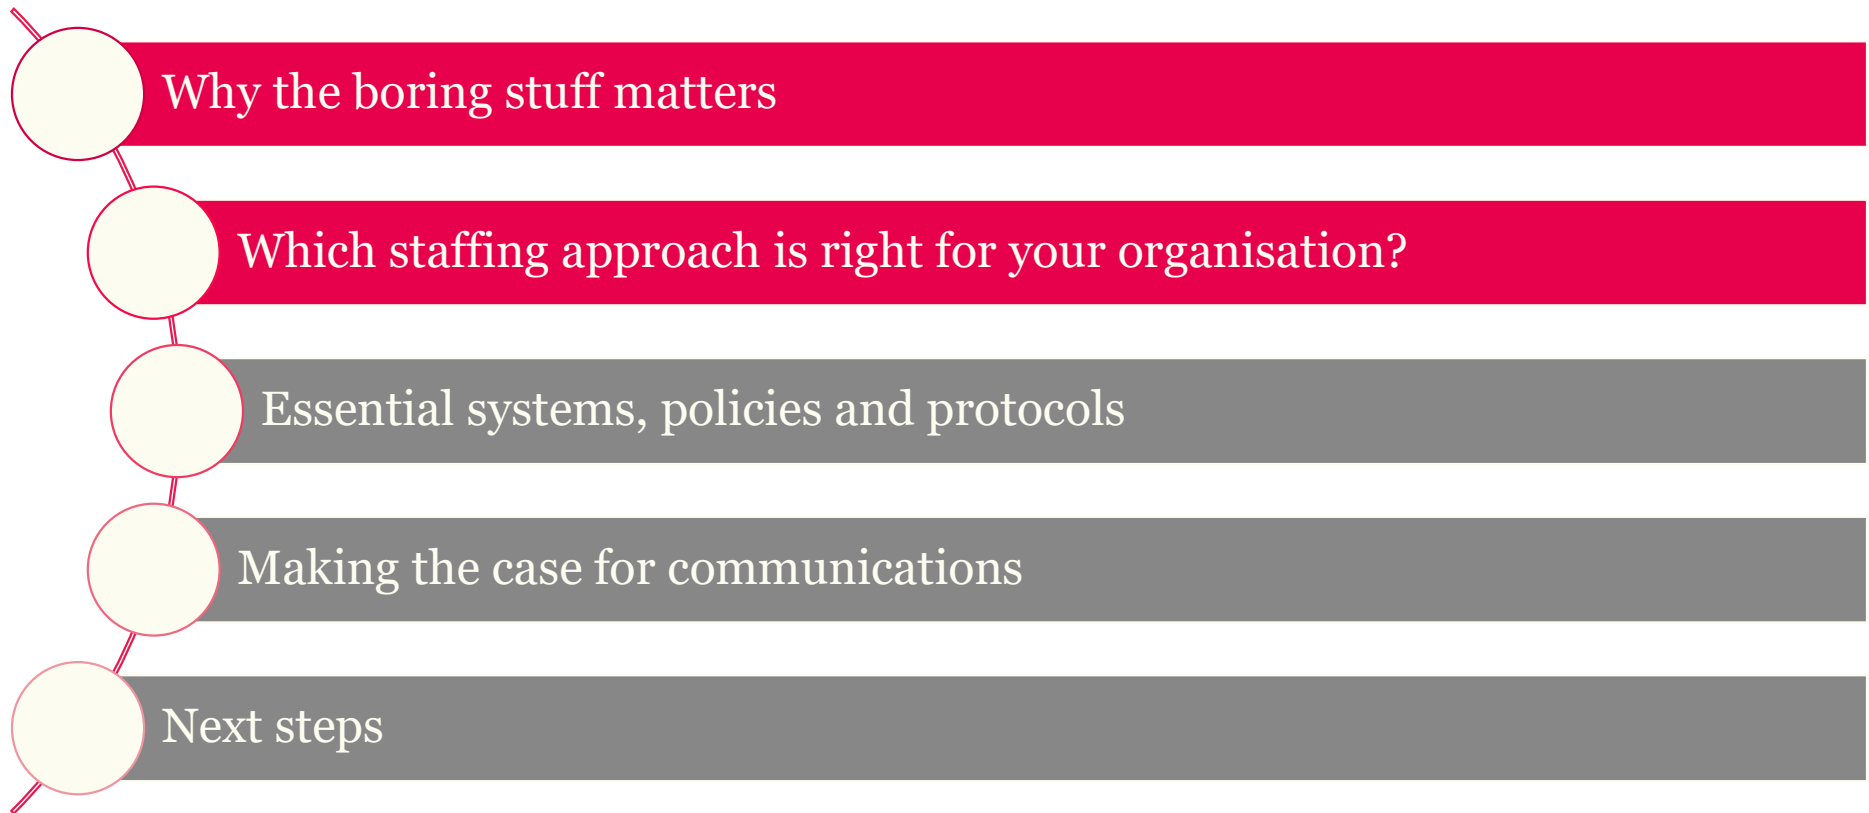 Why the boring stuff matters
Which staffing approach is right for your organisation?
Essential systems, policies and protocols
Making the case for communications
Next steps